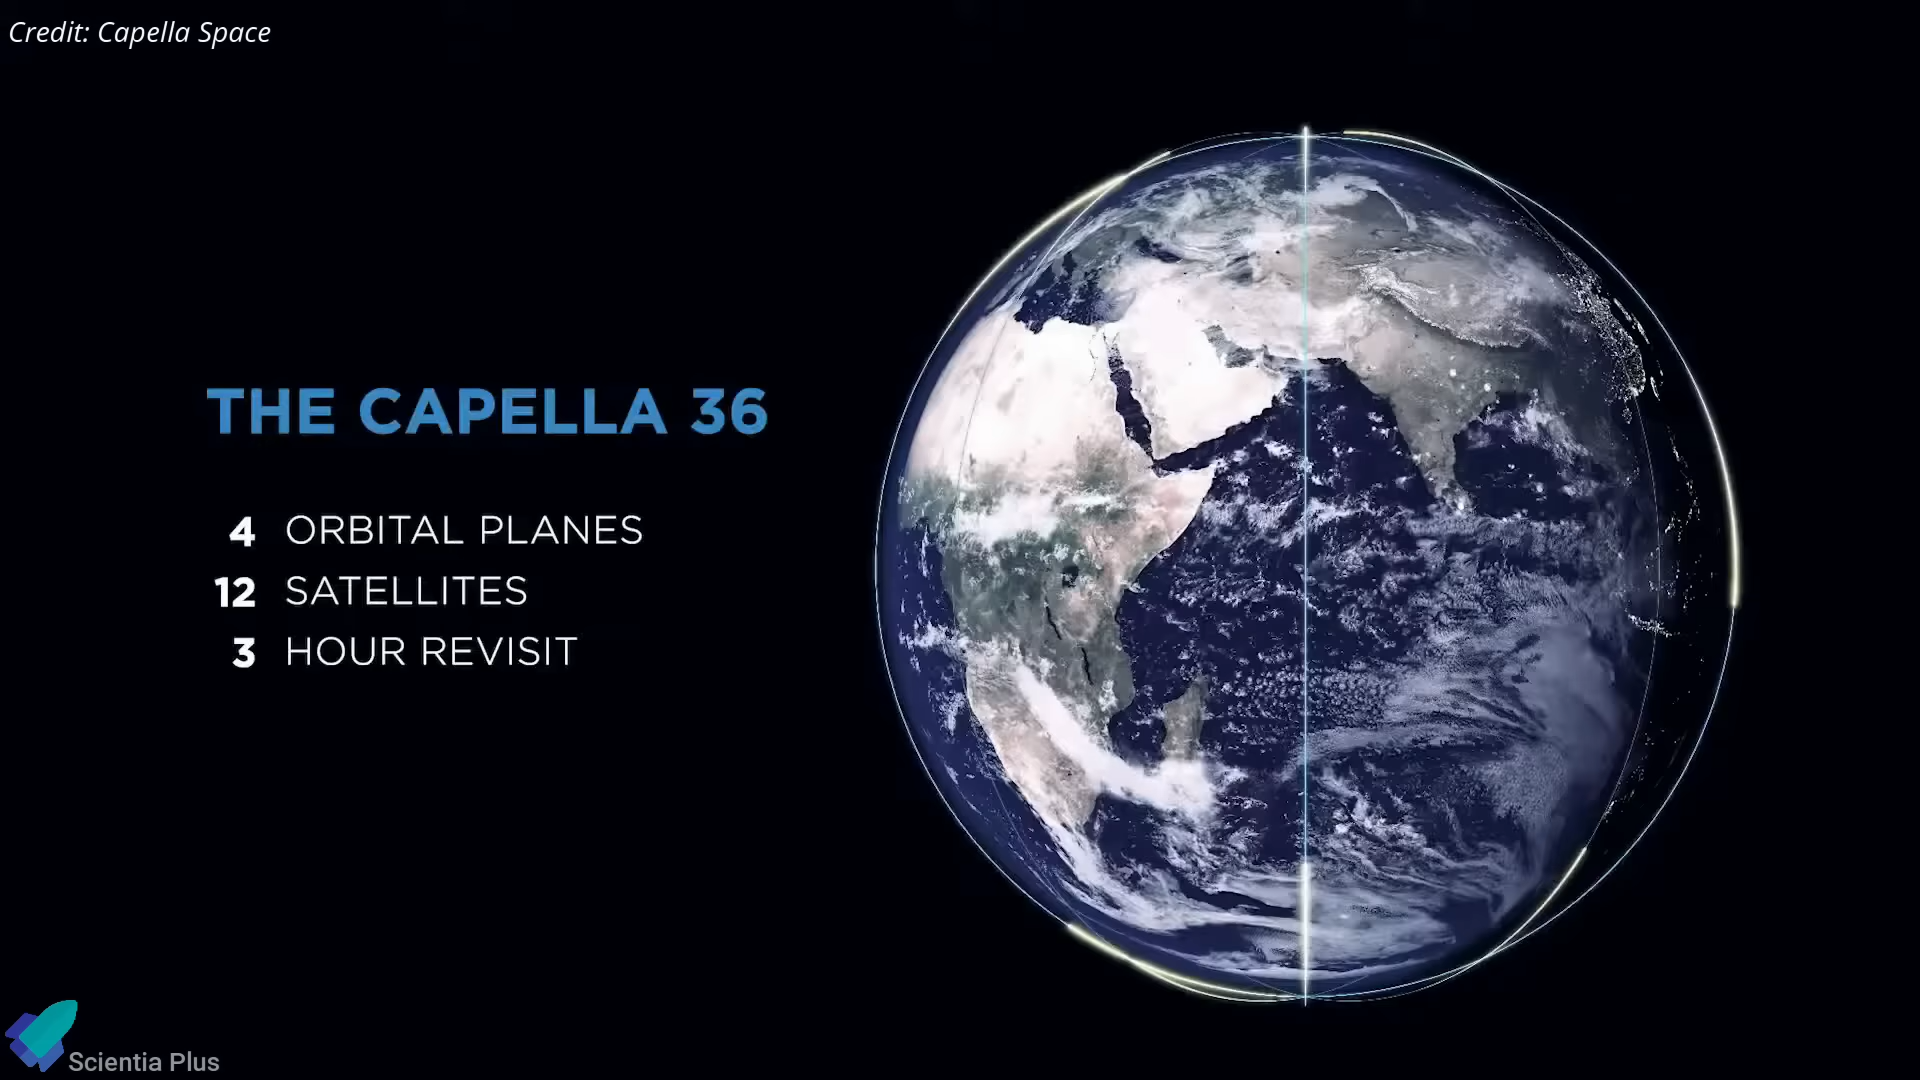 Credit: Capella Space
THE CAPELLA 36
4 ORBITAL PLANES
12 SATELLITES
3 HOUR REVISIT
Scientia Plus